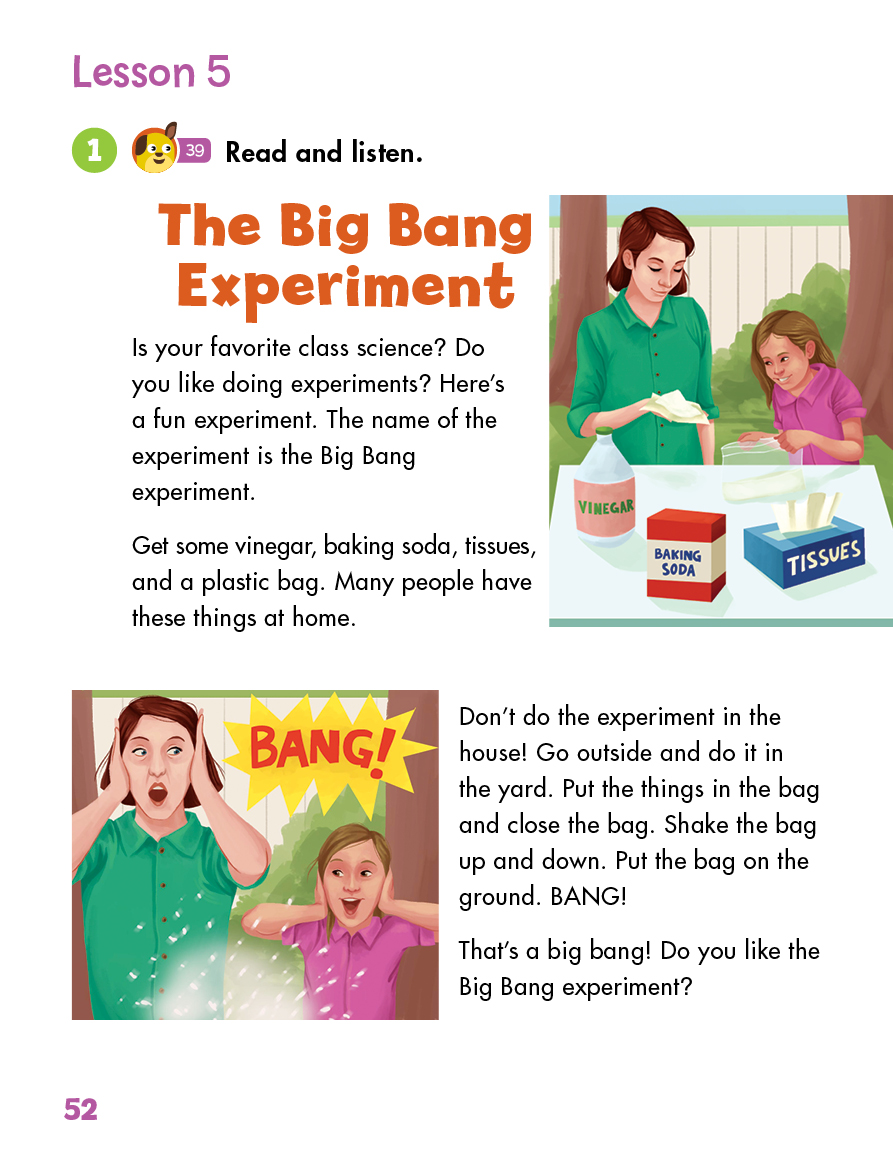 Lesson 5
1
39
Read and listen.
The Big Bang
Experiment
Is your favorite class science? Do
you like doing experiments? Here's
a fun experiment. The name of the
experiment is the Big Bang
experiment.
Get some vinegar, baking soda, tissues,
and a plastic bag. Many people have
these things at home.
VINEGAR
BAKING
SODA
TISSUES
BANG!
Don't do the experiment in the
house! Go outside and do it in
the yard. Put the things in the bag
and close the bag. Shake the bag
up and down. Put the bag on the
ground. BANG!
That's a big bang! Do you like the
Big Bang experiment?
52